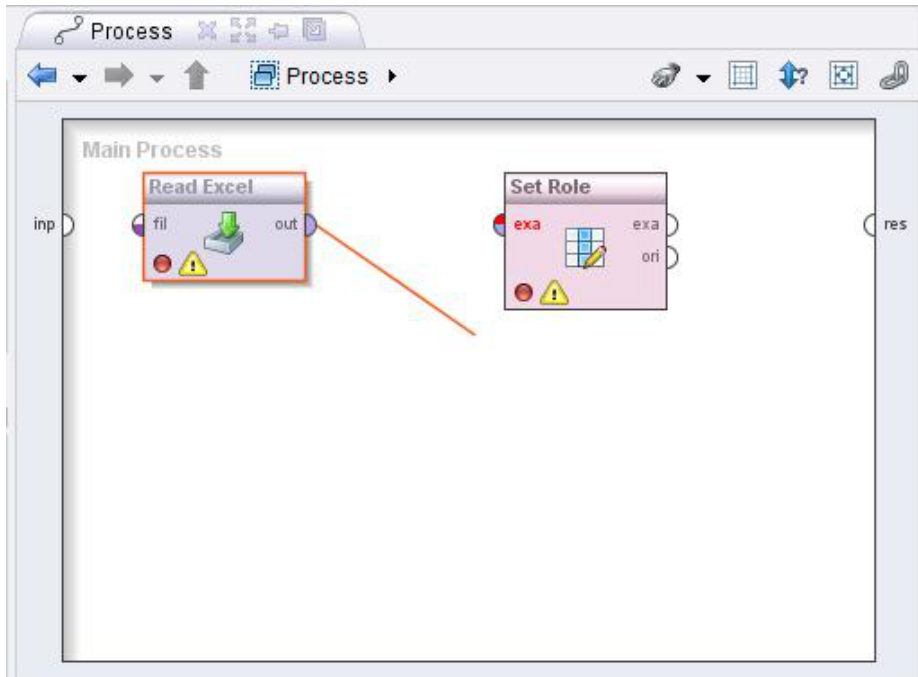 Process
Process
Main Process
Read Excel
Set Role
inp
fil
out
exa
exa
res
ori